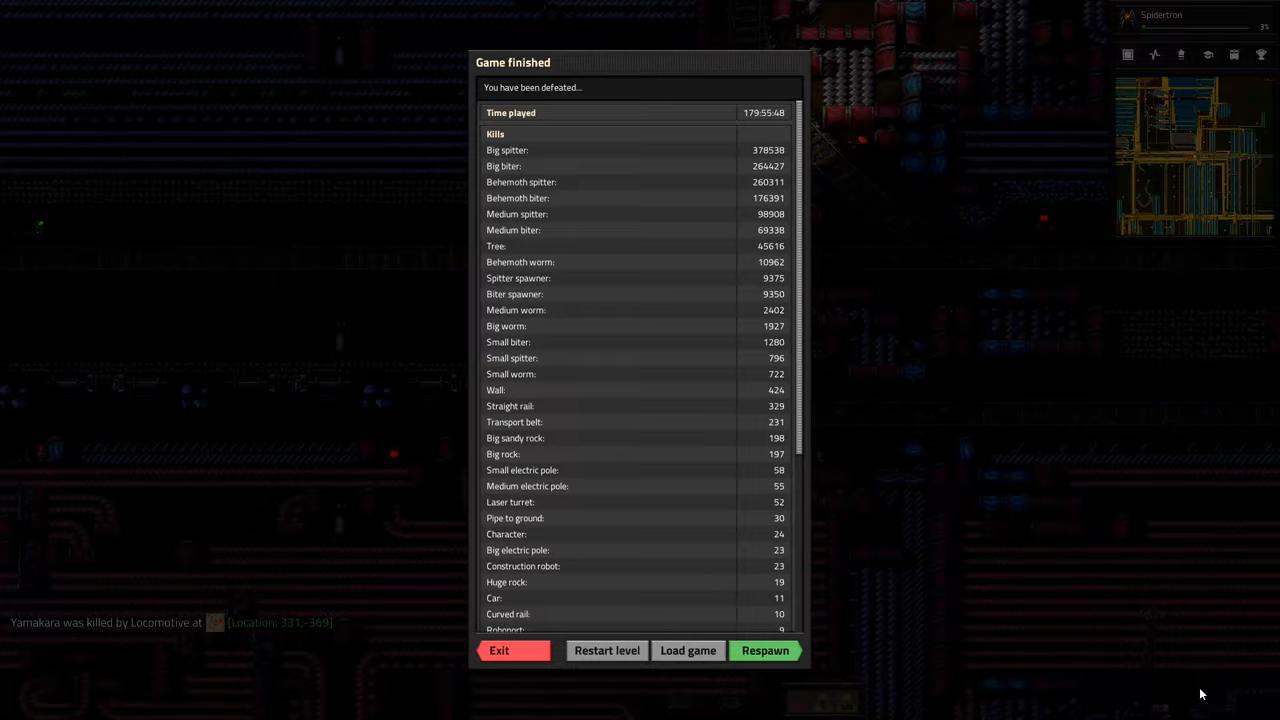 Spidertron
3%
Game finished
You have been defeated...
Time played 179:55:48
Kills
Big spitter: 378538
Big biter: 264427
Behemoth spitter: 260311
Behemoth biter: 176391
Medium spitter: 98908
Medium biter: 69338
Tree: 45616
Behemoth worm: 10962
Spitter spawner: 9375
Biter spawner: 9350
Medium worm: 2402
Big worm: 1927
Small biter: 1280
Small spitter: 796
Small worm: 722
Wall: 424
Straight rail: 329
Transport belt: 231
Big sandy rock: 198
Big rock: 197
Small electric pole: 58
Medium electric pole: 55
Laser turret: 52
Pipe to ground: 30
Character: 24
Big electric pole: 23
Construction robot: 23
Huge rock: 19
Car: 11
Curved rail: 10
Roboport: 9
Yamakara was killed by Locomotive at [Location: 331,-369]
Exit Restart level Load game Respawn